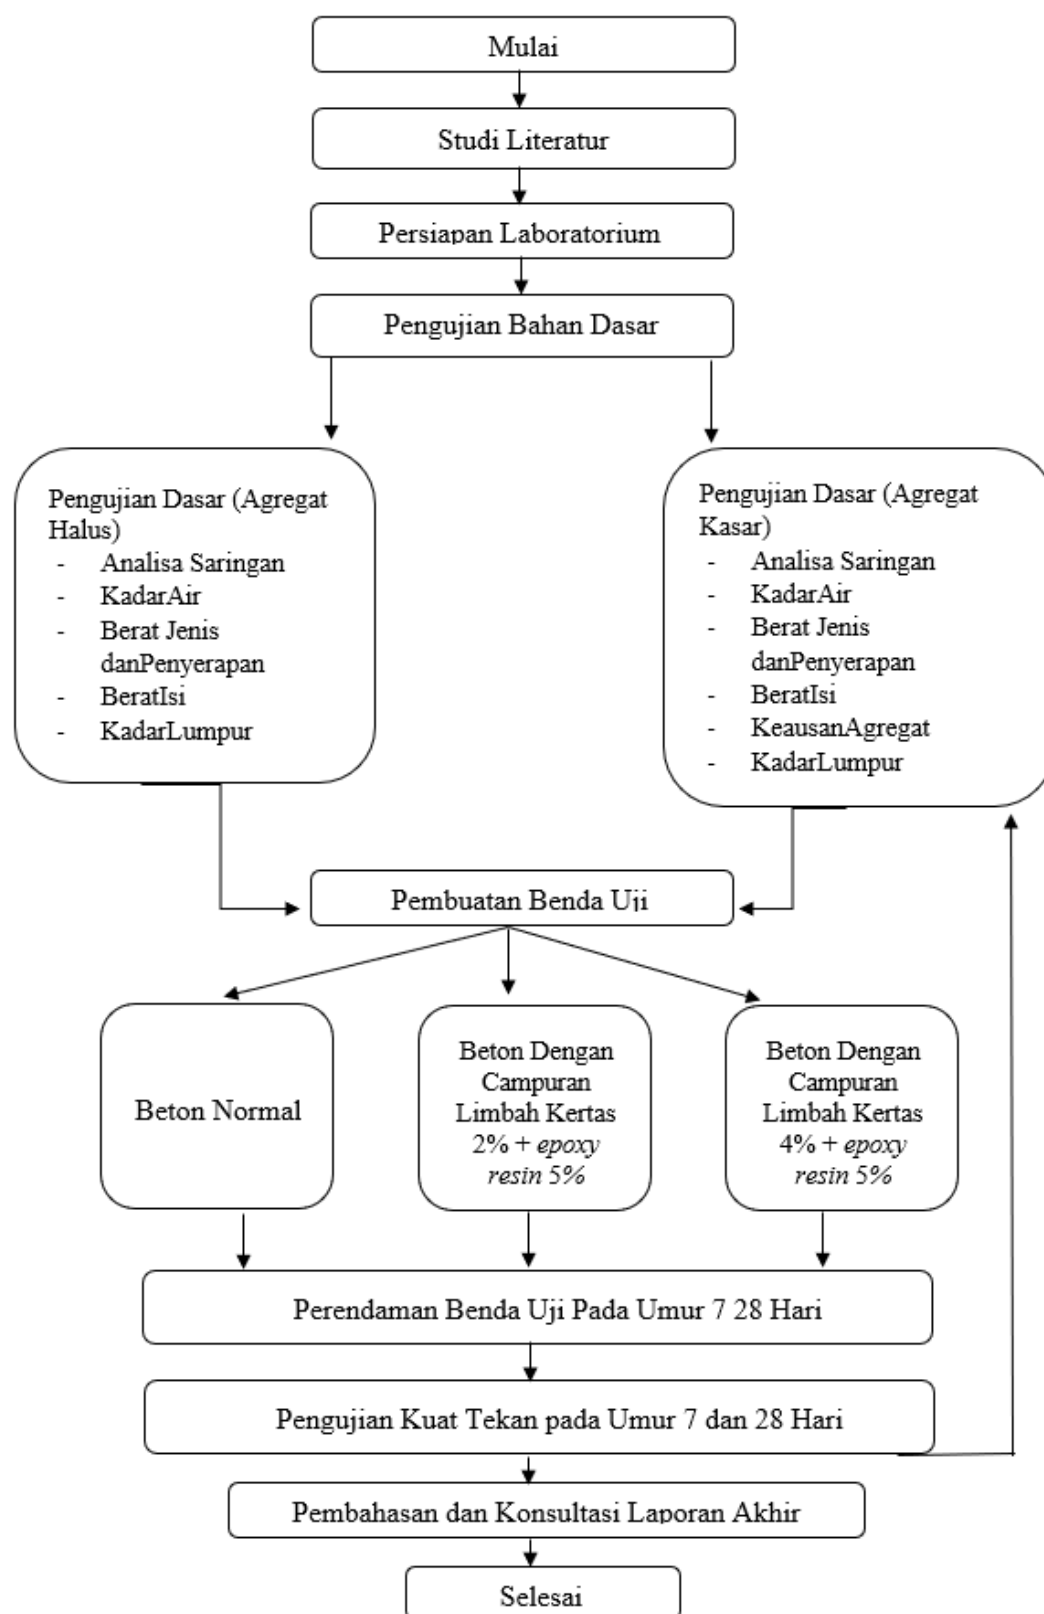 Mulai
Studi Literatur
Persiapan Laboratorium
Pengujian Bahan Dasar
Pengujian Dasar (Agregat
Halus)
- Analisa Saringan
- KadarAir
- Berat Jenis
danPenyerapan
- BeratIsi
- KadarLumpur
Pengujian Dasar (Agregat
Kasar)
- Analisa Saringan
- KadarAir
- Berat Jenis
danPenyerapan
- BeratIsi
- KeausanAgregat
- KadarLumpur
Pembuatan Benda Uji
Beton Normal
Beton Dengan
Campuran
Limbah Kertas
2% + epoxy
resin 5%
Beton Dengan
Campuran
Limbah Kertas
4% + epoxy
resin 5%
Perendaman Benda Uji Pada Umur 7 28 Hari
Pengujian Kuat Tekan pada Umur 7 dan 28 Hari
Pembahasan dan Konsultasi Laporan Akhir
Selesai